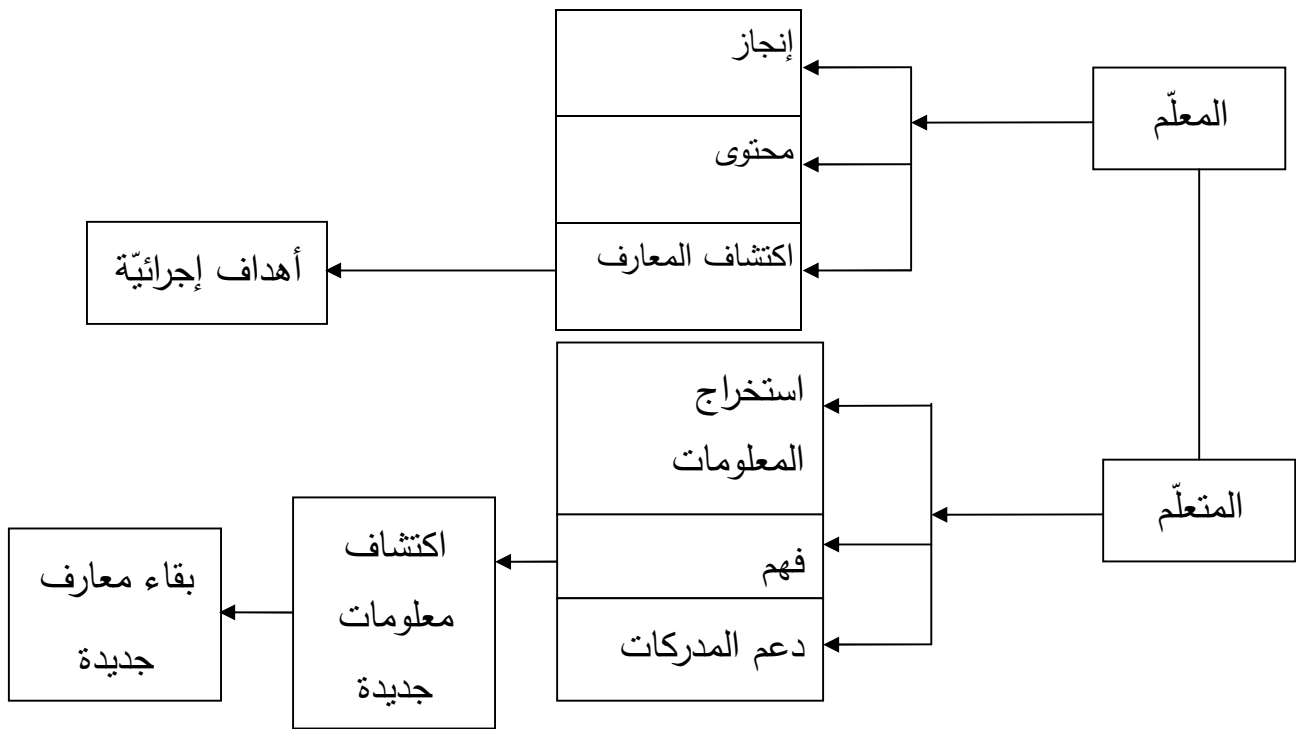 المعلّم
إنجاز
محتوى
اكتشاف المعارف
أهداف إجرائيّة
المتعلّم
استخراج
المعلومات
فهم
دعم المدركات
اكتشاف
معلومات
جديدة
بقاء معارف
جديدة